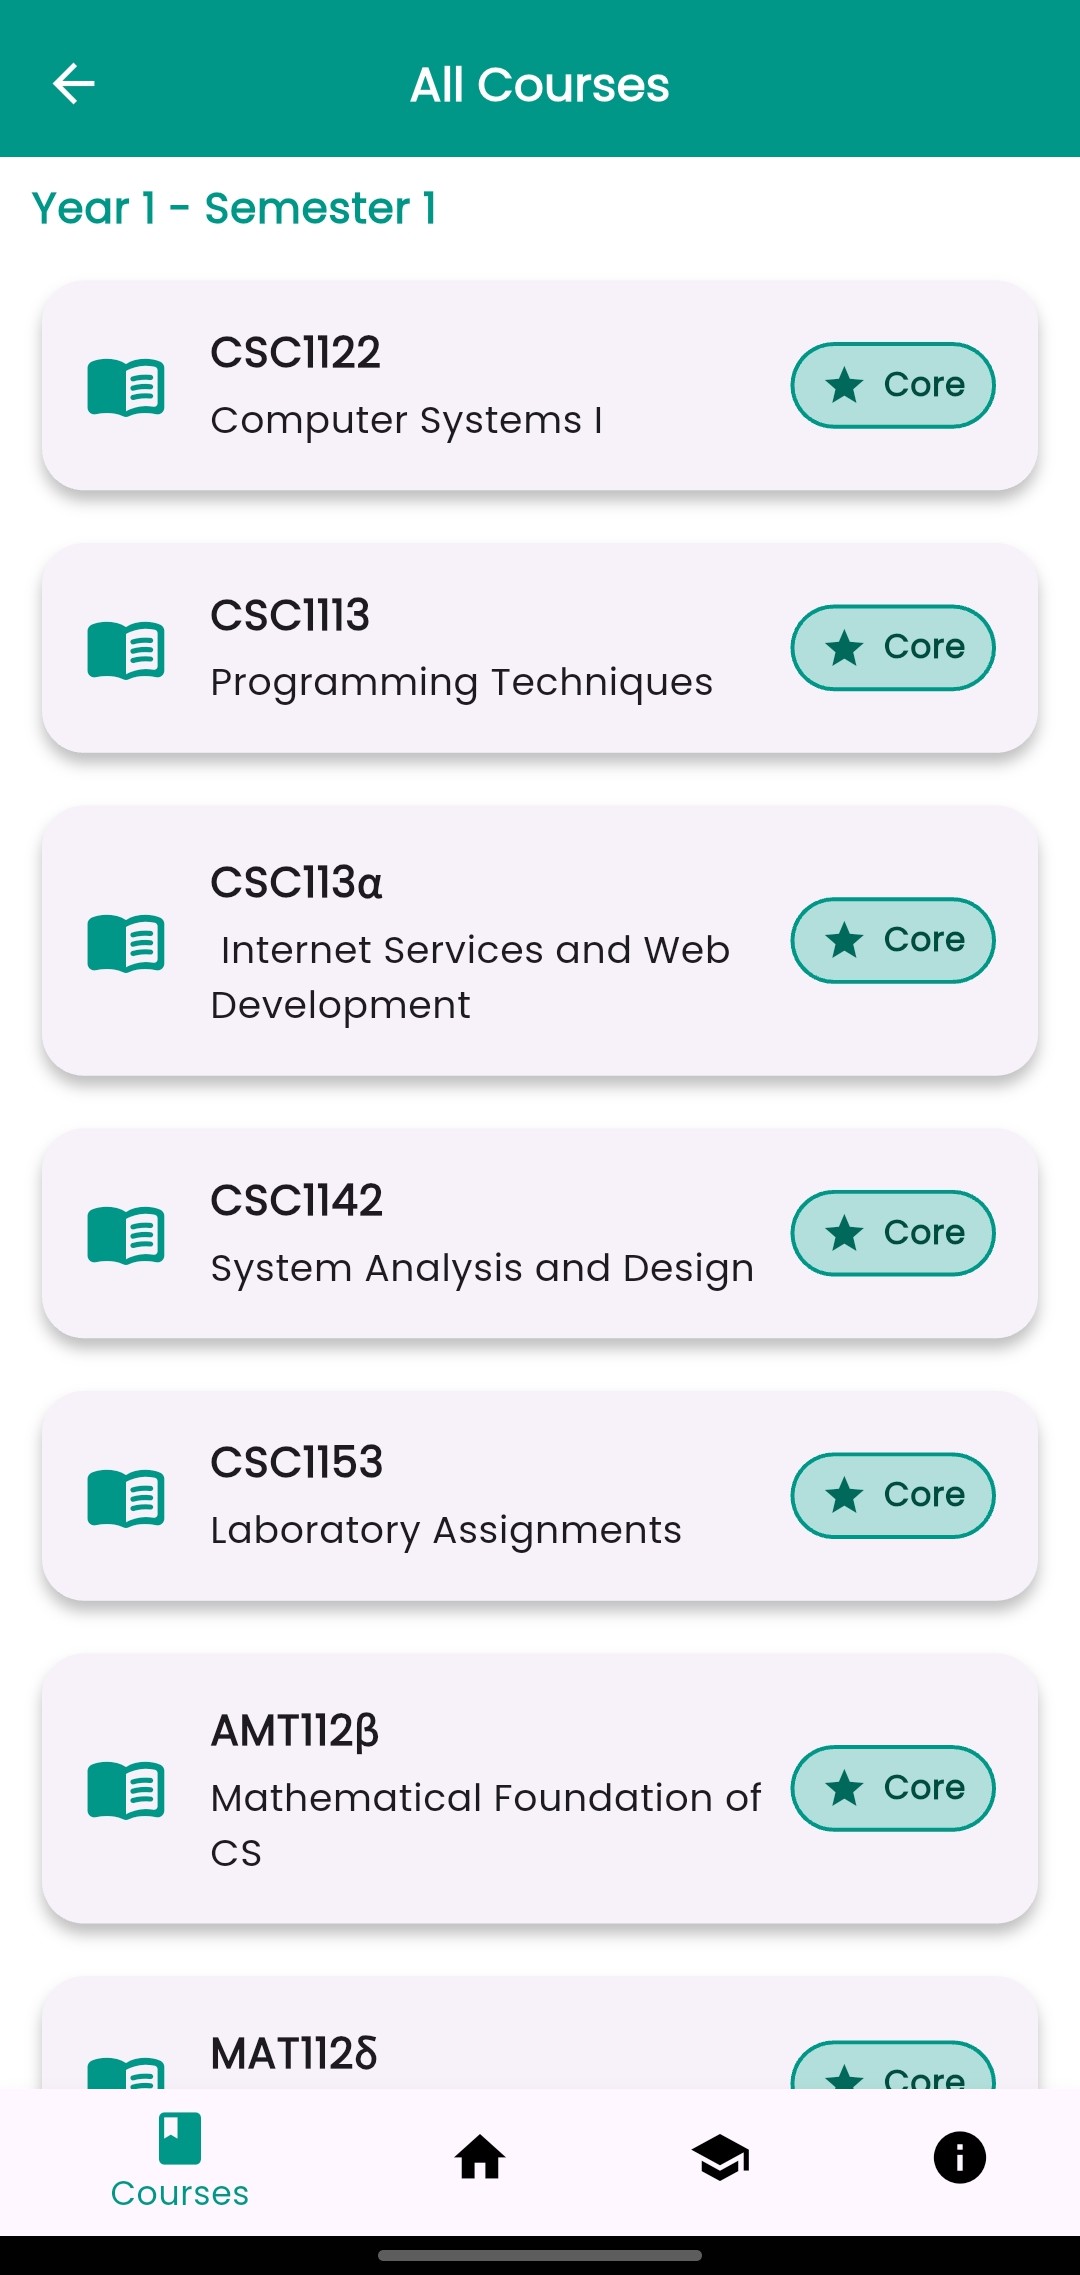 All Courses
Year 1 - Semester 1
CSC1122
Computer Systems I
Core
CSC1113
Programming Techniques
Core
CSC113α
Internet Services and Web
Development
Core
CSC1142
System Analysis and Design
Core
CSC1153
Laboratory Assignments
Core
AMT112β
Mathematical Foundation of
CS
Core
MAT112δ
Core
Courses